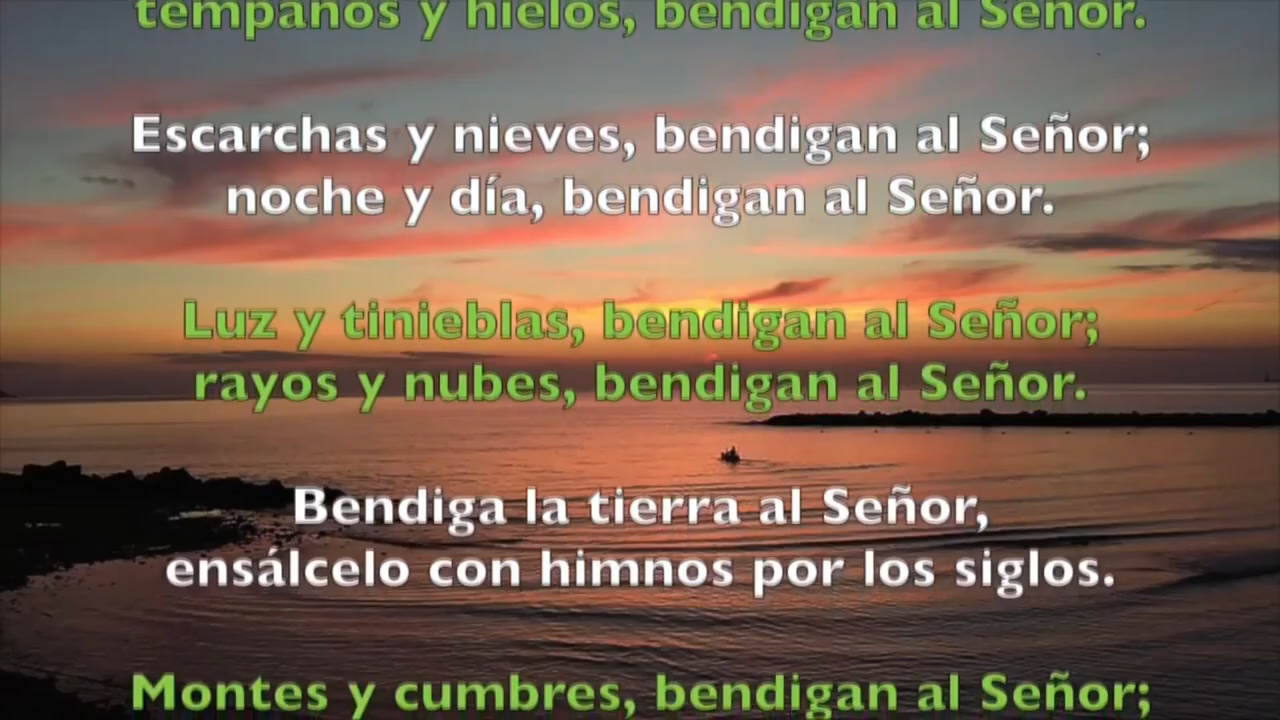 témpanos y hielos, bendigan al Señor.
Escarchas y nieves, bendigan al Señor;
noche y día, bendigan al Señor.
Luz y tinieblas, bendigan al Señor;
rayos y nubes, bendigan al Señor.
Bendiga la tierra al Señor,
ensálcelo con himnos por los siglos.
Montes y cumbres, bendigan al Señor;